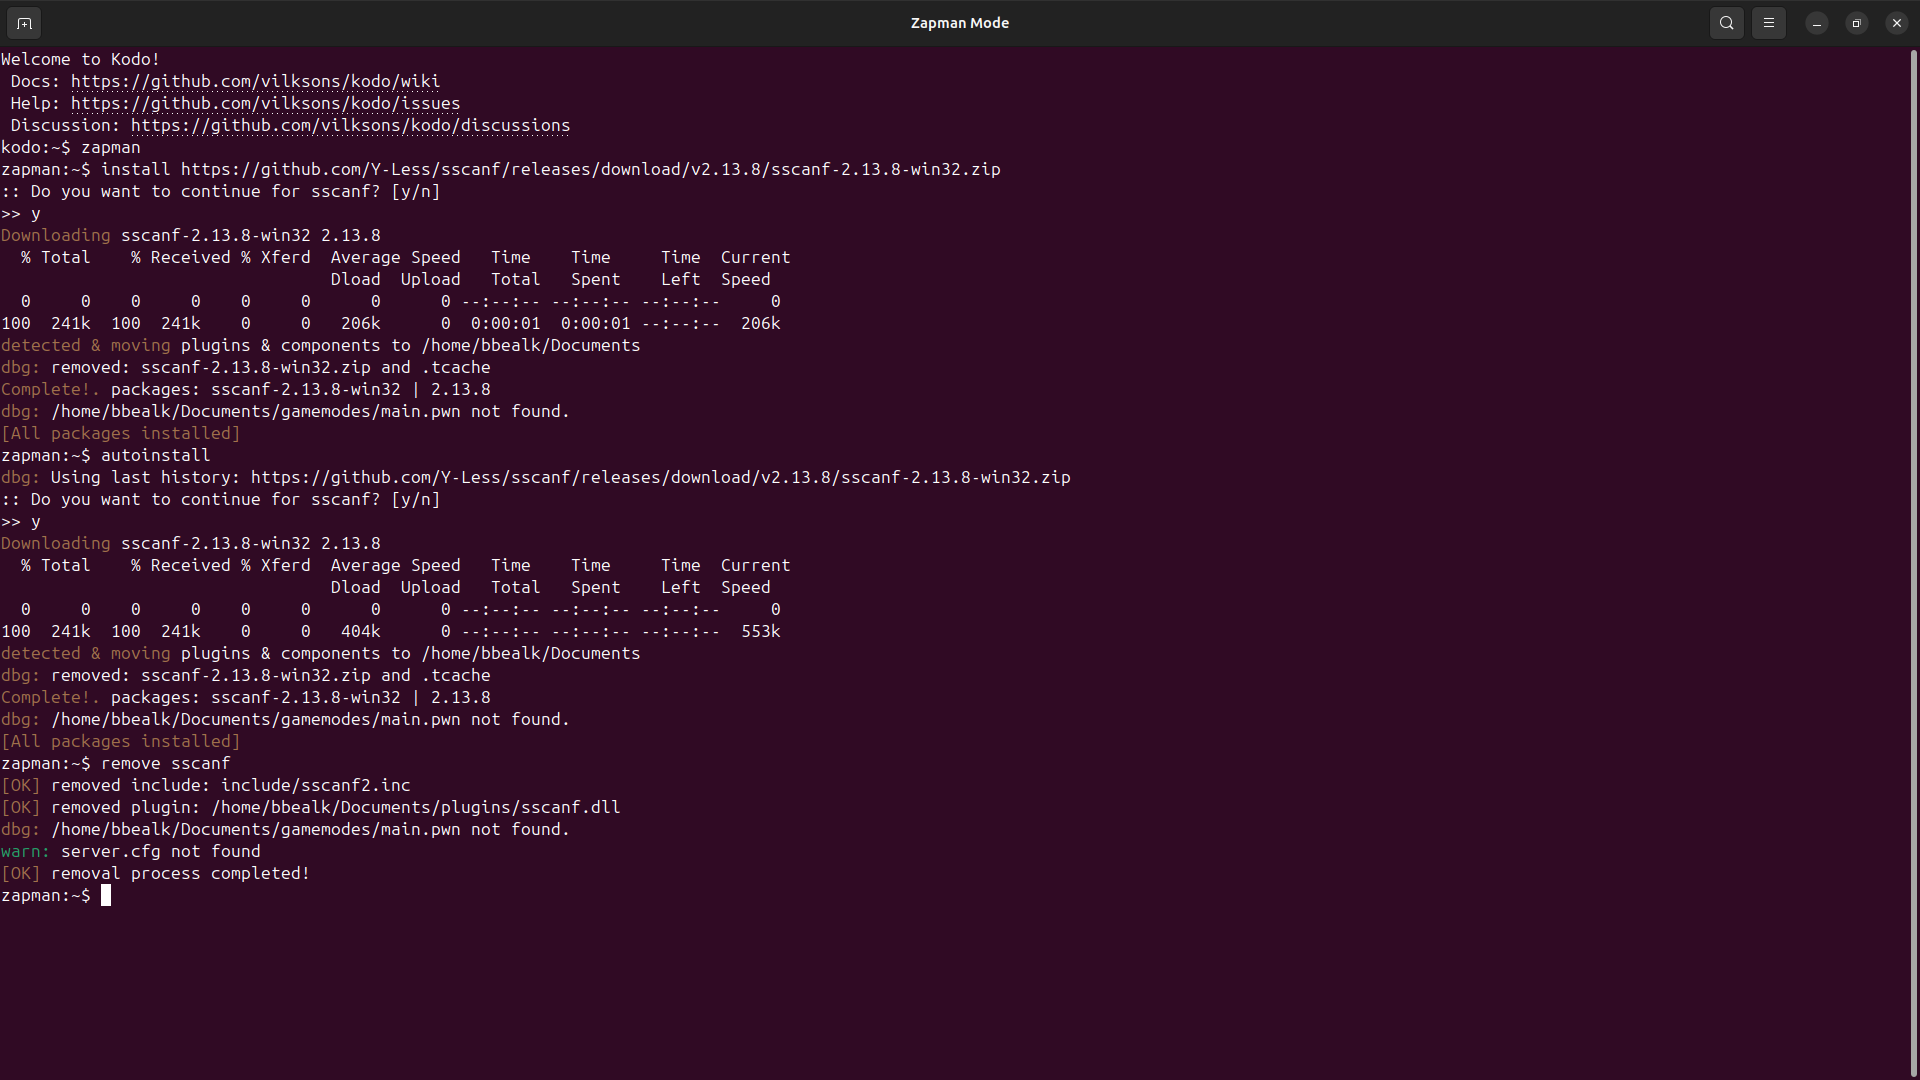 Zapman Mode
Welcome to Kodo!
 Docs: https://github.com/vilksons/kodo/wiki
 Help: https://github.com/vilksons/kodo/issues
 Discussion: https://github.com/vilksons/kodo/discussions
kodo:~$ zapman
zapman:~$ install https://github.com/Y-Less/sscanf/releases/download/v2.13.8/sscanf-2.13.8-win32.zip
:: Do you want to continue for sscanf? [y/n]
>> y
Downloading sscanf-2.13.8-win32 2.13.8
  % Total    % Received % Xferd  Average Speed   Time    Time     Time  Current
                                 Dload  Upload   Total   Spent    Left  Speed
  0     0    0     0    0     0      0      0 --:--:-- --:--:-- --:--:--     0
100  241k  100  241k    0     0   206k      0  0:00:01  0:00:01 --:--:--  206k
detected & moving plugins & components to /home/bbealk/Documents
dbg: removed: sscanf-2.13.8-win32.zip and .tcache
Complete!. packages: sscanf-2.13.8-win32 | 2.13.8
dbg: /home/bbealk/Documents/gamemodes/main.pwn not found.
[All packages installed]
zapman:~$ autoinstall
dbg: Using last history: https://github.com/Y-Less/sscanf/releases/download/v2.13.8/sscanf-2.13.8-win32.zip
:: Do you want to continue for sscanf? [y/n]
>> y
Downloading sscanf-2.13.8-win32 2.13.8
  % Total    % Received % Xferd  Average Speed   Time    Time     Time  Current
                                 Dload  Upload   Total   Spent    Left  Speed
  0     0    0     0    0     0      0      0 --:--:-- --:--:-- --:--:--     0
100  241k  100  241k    0     0   404k      0 --:--:-- --:--:-- --:--:--  553k
detected & moving plugins & components to /home/bbealk/Documents
dbg: removed: sscanf-2.13.8-win32.zip and .tcache
Complete!. packages: sscanf-2.13.8-win32 | 2.13.8
dbg: /home/bbealk/Documents/gamemodes/main.pwn not found.
[All packages installed]
zapman:~$ remove sscanf
[OK] removed include: include/sscanf2.inc
[OK] removed plugin: /home/bbealk/Documents/plugins/sscanf.dll
dbg: /home/bbealk/Documents/gamemodes/main.pwn not found.
warn: server.cfg not found
[OK] removal process completed!
zapman:~$